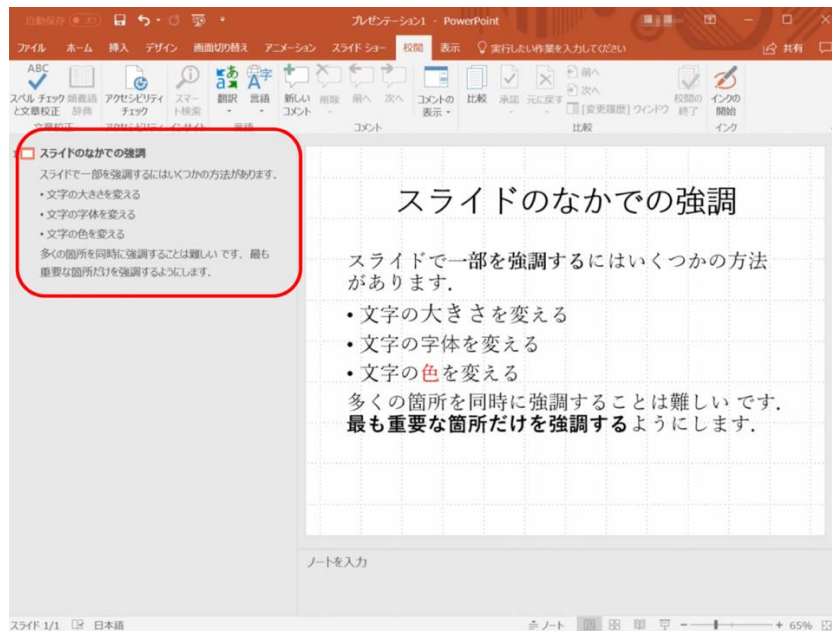 自動保存 オフ
プレゼンテーション1 - PowerPoint
ファイル ホーム 挿入 デザイン 画面切り替え アニメーション スライド ショー 校閲 表示 実行したい作業を入力してください 共有
ABC
スペル チェック 類義語 アクセシビリティ スマー 翻訳 言語 新しい 削除 前へ 次へ コメントの 比較 承諾 元に戻す 前へ 校閲の インクの
と文章校正 辞典 チェック ト検索 コメント 表示 次へ 終了 開始
[変更履歴] ウィンドウ
文章校正 アクセシビリティ インサイト 言語 コメント 比較 インク
1 スライドのなかでの強調
スライドで一部を強調するにはいくつかの方法があります.
・文字の大きさを変える
・文字の字体を変える
・文字の色を変える
多くの箇所を同時に強調することは難しい です. 最も
重要な箇所だけを強調するようにします.
スライドのなかでの強調
スライドで一部を強調するにはいくつかの方法
があります.
・文字の大きさを変える
・文字の字体を変える
・文字の色を変える
多くの箇所を同時に強調することは難しい です.
最も重要な箇所だけを強調するようにします.
ノートを入力
スライド 1/1 日本語 ノート 65%